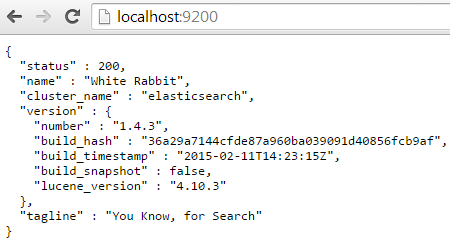 localhost:9200
{
  "status" : 200,
  "name" : "White Rabbit",
  "cluster_name" : "elasticsearch",
  "version" : {
    "number" : "1.4.3",
    "build_hash" : "36a29a7144cfde87a960ba039091d40856fcb9af",
    "build_timestamp" : "2015-02-11T14:23:15Z",
    "build_snapshot" : false,
    "lucene_version" : "4.10.3"
  },
  "tagline" : "You Know, for Search"
}